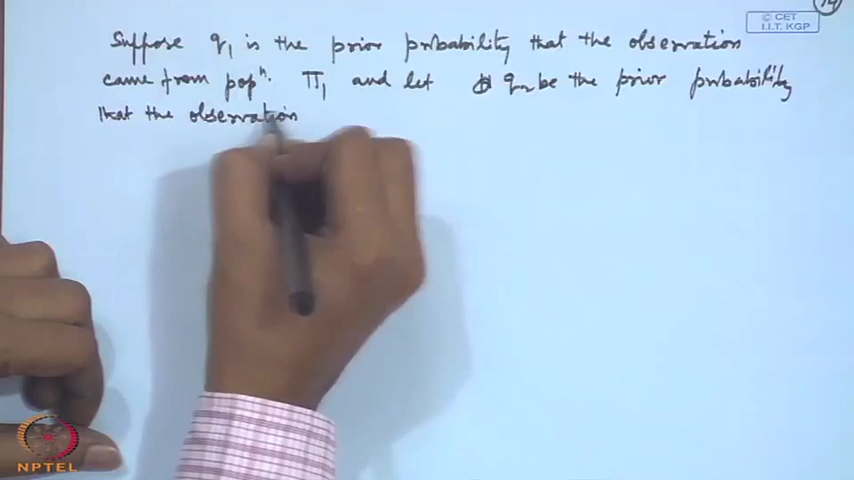 © CET
I.I.T. KGP
Suppose q₁ is the prior probability that the observation
came from popⁿ. Π₁ and let q₂ be the prior probability
that the observation
NPTEL